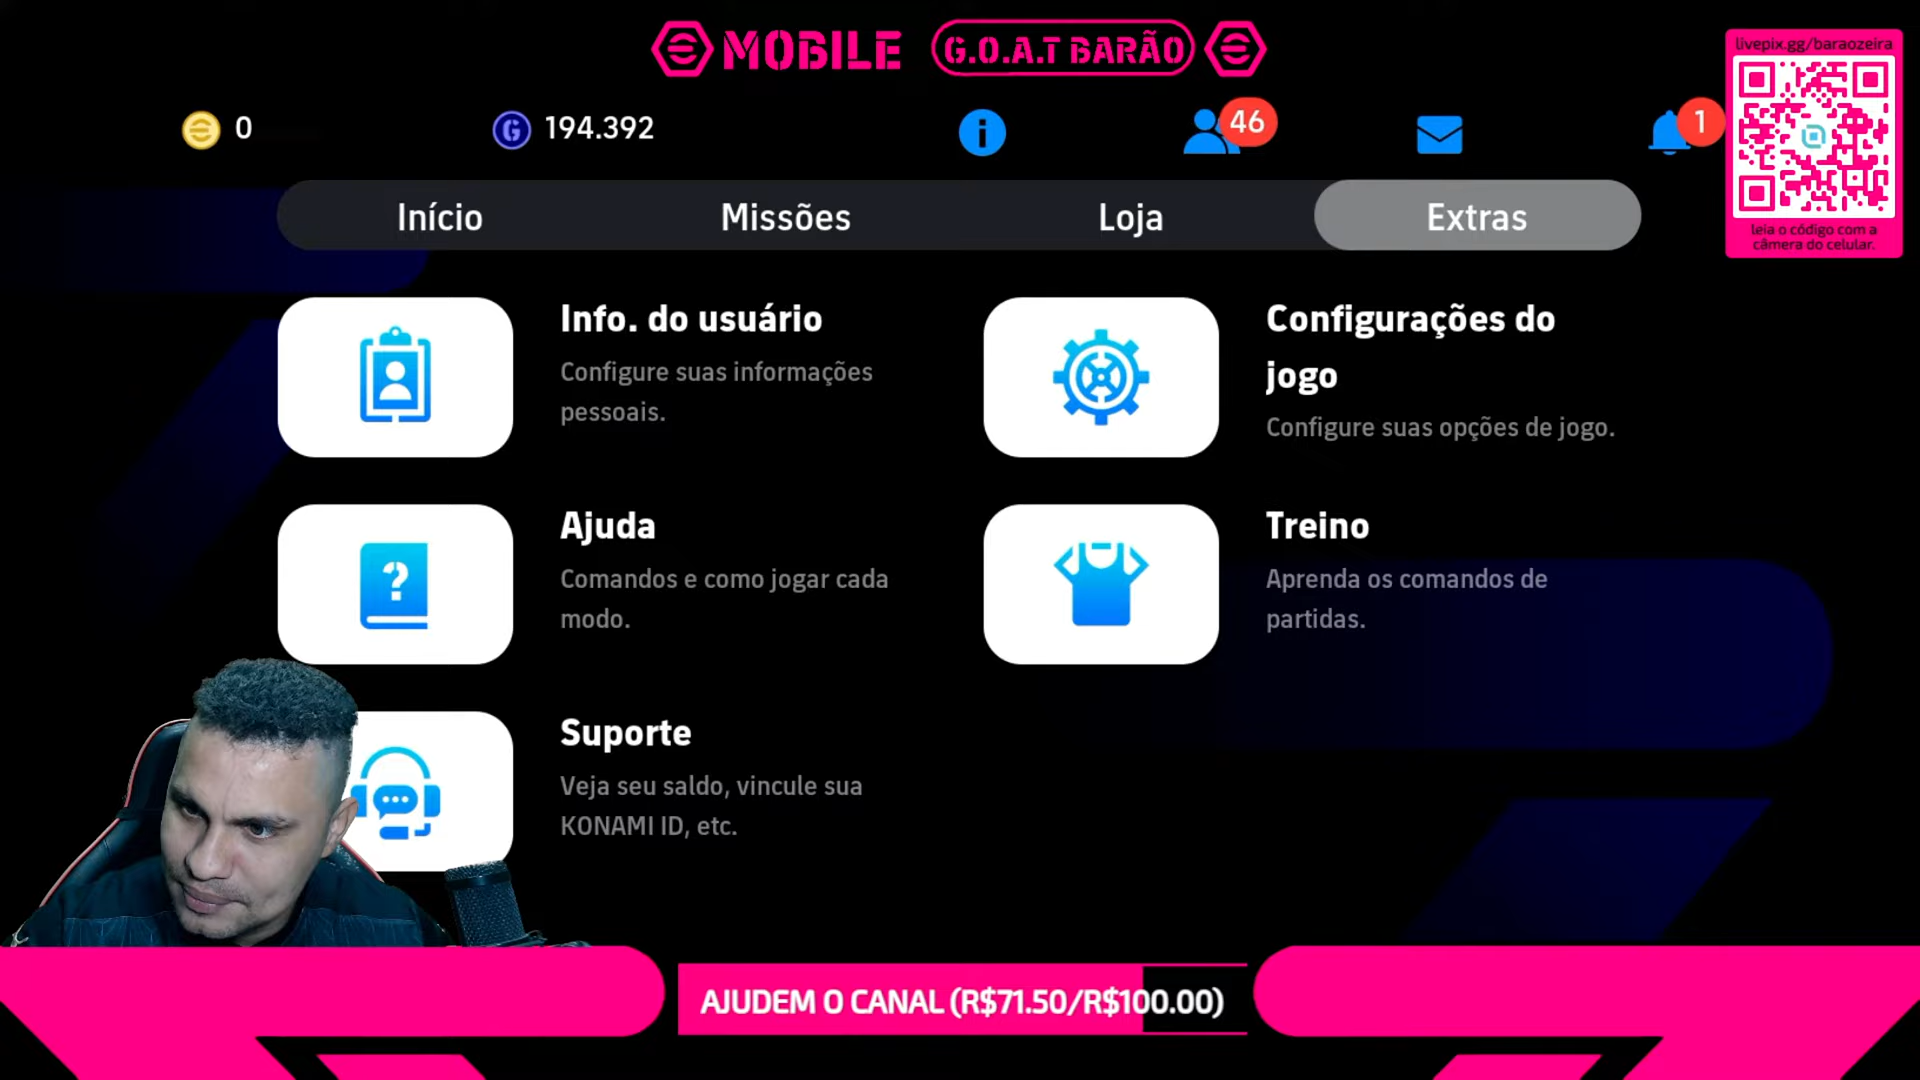 MOBILE G.O.A.T BARÃO
livepix.gg/baraozeira
0
194.392
46
1
leia o código com a
câmera do celular.
Início
Missões
Loja
Extras
Info. do usuário
Configure suas informações
pessoais.
Configurações do
jogo
Configure suas opções de jogo.
Ajuda
Comandos e como jogar cada
modo.
Treino
Aprenda os comandos de
partidas.
Suporte
Veja seu saldo, vincule sua
KONAMI ID, etc.
AJUDEM O CANAL (R$71.50/R$100.00)